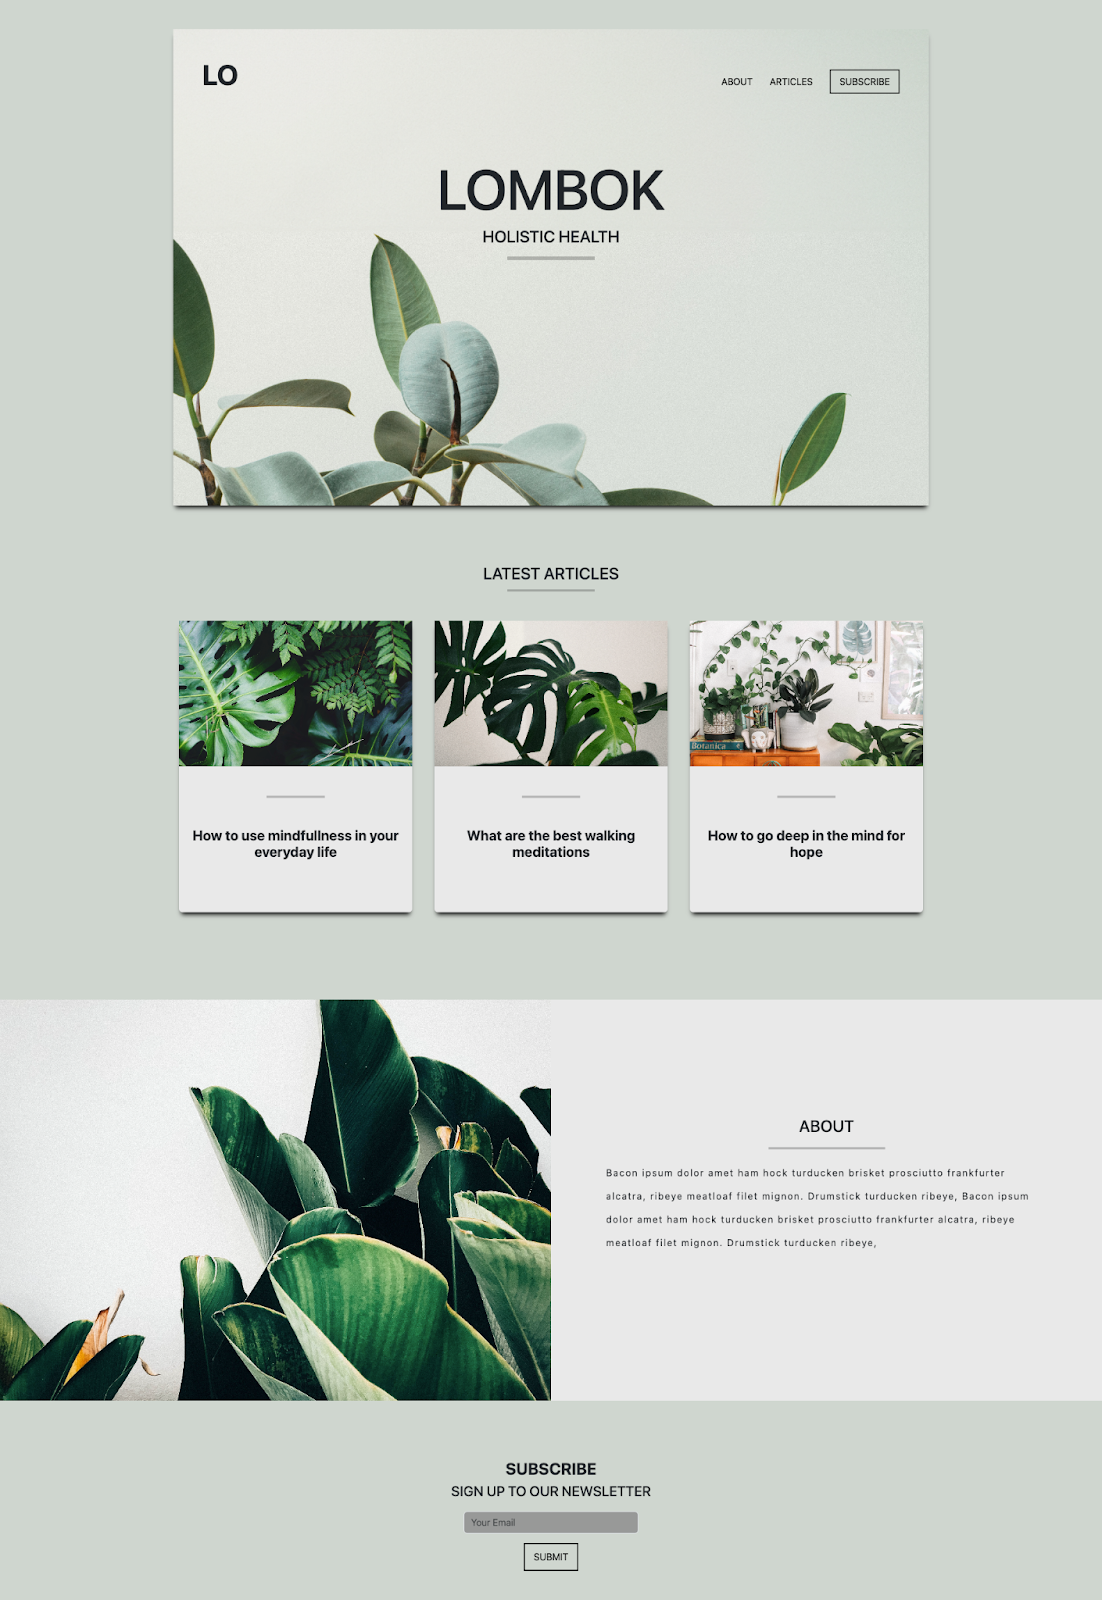 LO
ABOUT ARTICLES SUBSCRIBE
LOMBOK
HOLISTIC HEALTH
LATEST ARTICLES
Botanica
How to use mindfullness in your
everyday life
What are the best walking
meditations
How to go deep in the mind for
hope
ABOUT
Bacon ipsum dolor amet ham hock turducken brisket prosciutto frankfurter
alcatra, ribeye meatloaf filet mignon. Drumstick turducken ribeye, Bacon ipsum
dolor amet ham hock turducken brisket prosciutto frankfurter alcatra, ribeye
meatloaf filet mignon. Drumstick turducken ribeye,
SUBSCRIBE
SIGN UP TO OUR NEWSLETTER
Your Email
SUBMIT